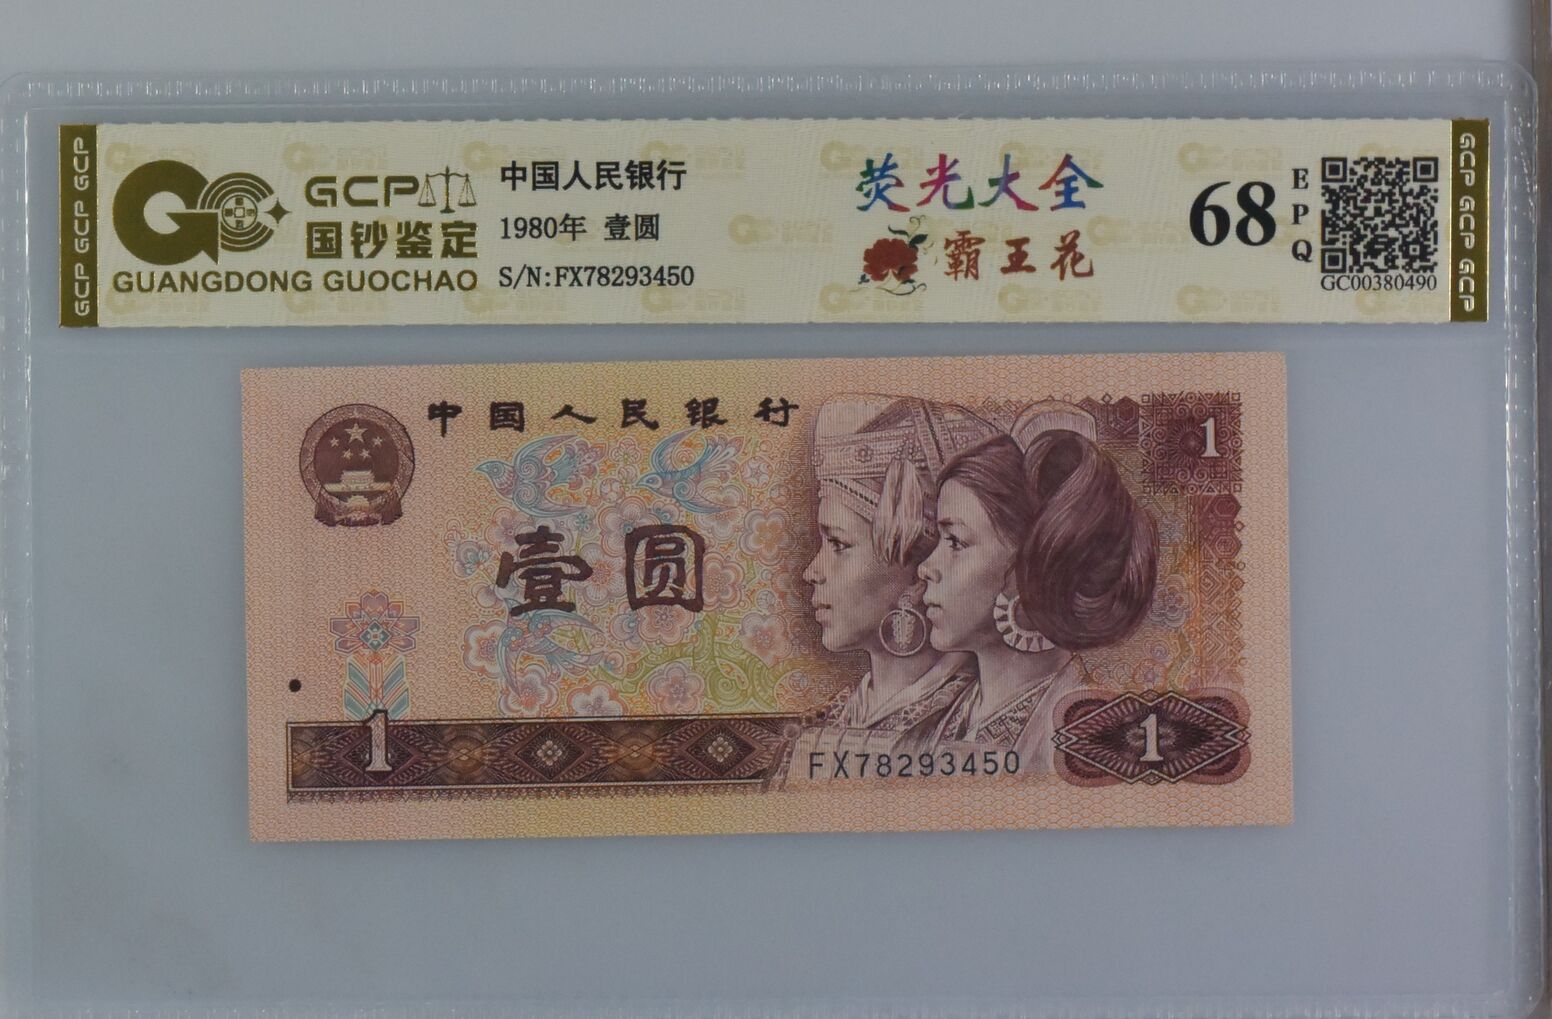 GCP GCP GCP
GCP
国钞鉴定
GUANGDONG GUOCHAO
中国人民银行
1980年 壹圆
S/N:FX78293450
荧光大全
霸王花
68
EPQ
GC00380490
GCP GCP GCP
中国人民银行
1
壹圆
1
FX78293450
1